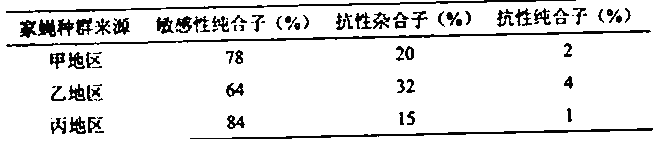 家蝇种群来源 敏感性纯合子（%） 抗性杂合子（%） 抗性纯合子（%）
甲地区 78 20 2
乙地区 64 32 4
丙地区 84 15 1